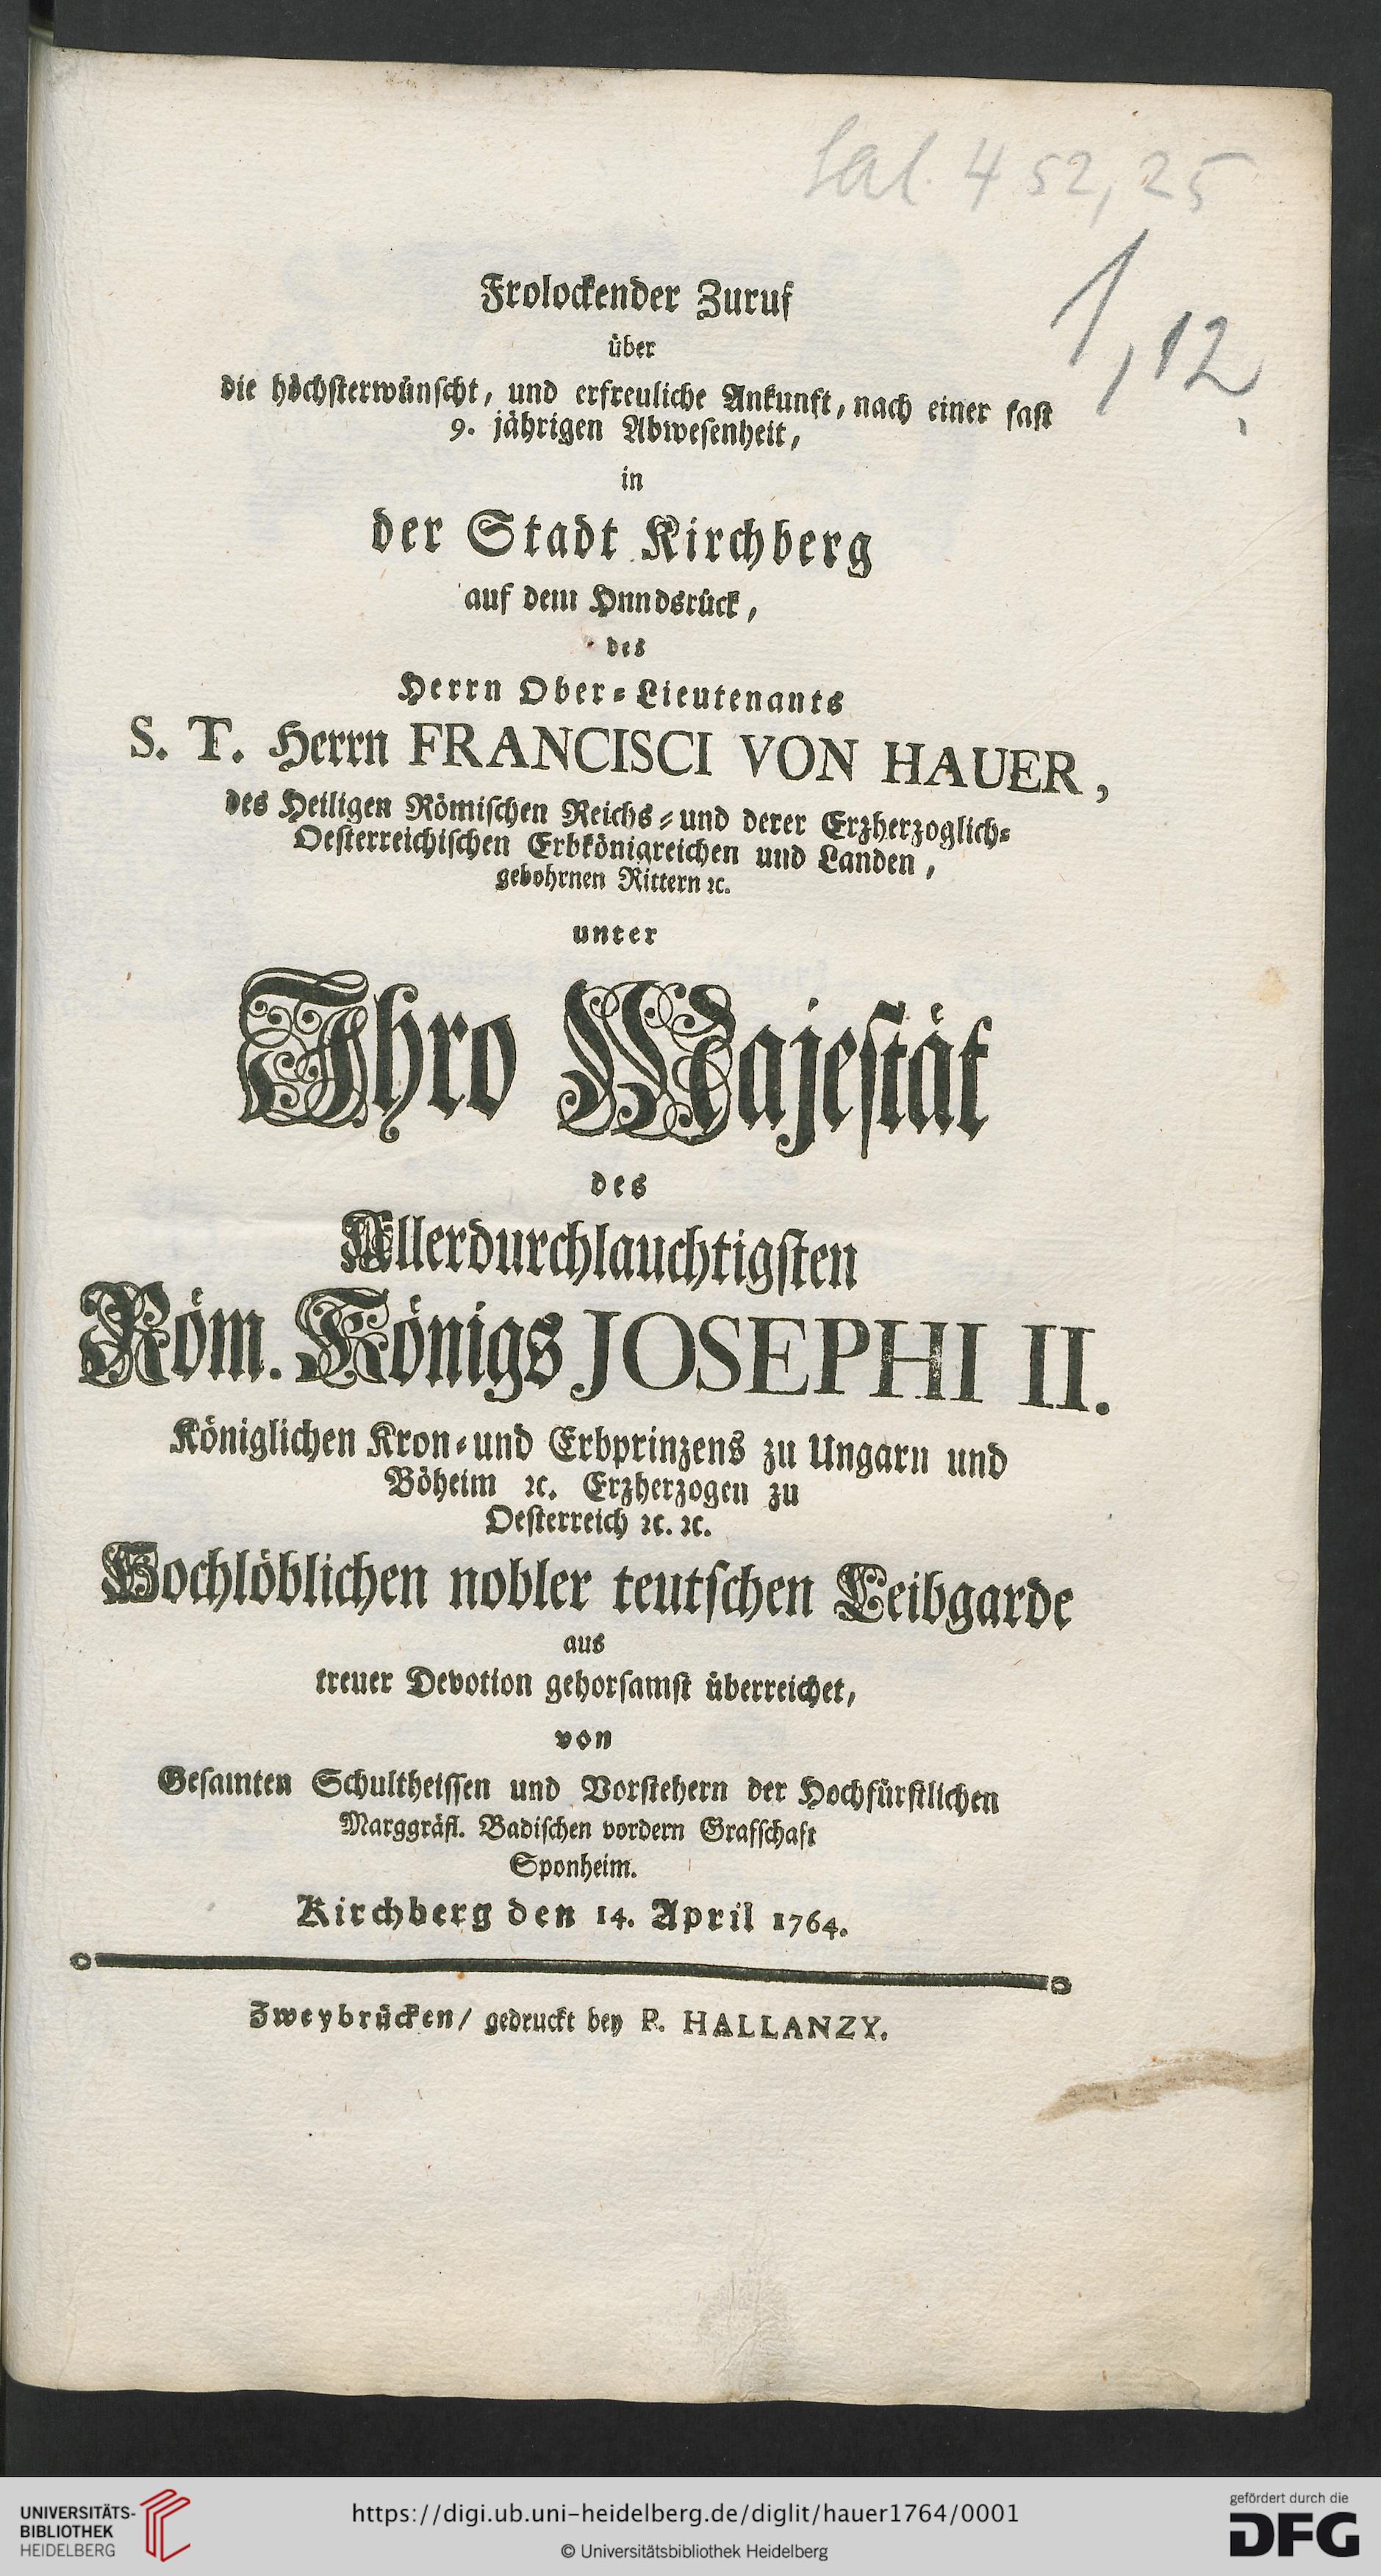 Sal. 452, 25
1,12.
Frolockender Zuruf
über
die höchsterwünscht, und erfreuliche Ankunft, nach einer fast
9. jährigen Abwesenheit,
in
der Stadt Kirchberg
auf dem Hnndsrück,
des
Herrn Ober-Lieutenants
S. T. Herrn FRANCISCI VON HAUER,
des Heiligen Römischen Reichs- und derer Erzherzoglich-
Oesterreichischen Erbkönigreichen und Landen,
gebohrnen Rittern ꝛc.
unter
Ihro Majestät
des
Allerdurchlauchtigsten
Röm. Königs JOSEPHI II.
Königlichen Kron- und Erbprinzens zu Ungarn und
Böheim ꝛc. Erzherzogen zu
Oesterreich ꝛc. ꝛc.
Hochlöblichen nobler teutschen Leibgarde
aus
treuer Devotion gehorsamst überreichet,
von
Gesamten Schultheissen und Vorstehern der Hochfürstlichen
Marggräfl. Badischen vordern Grafschaft
Sponheim.
Kirchberg den 14. April 1764.
Zweybrücken/ gedruckt bey P. HALLANZY.
UNIVERSITÄTS-
BIBLIOTHEK
HEIDELBERG
https://digi.ub.uni-heidelberg.de/diglit/hauer1764/0001
© Universitätsbibliothek Heidelberg
gefördert durch die
DFG